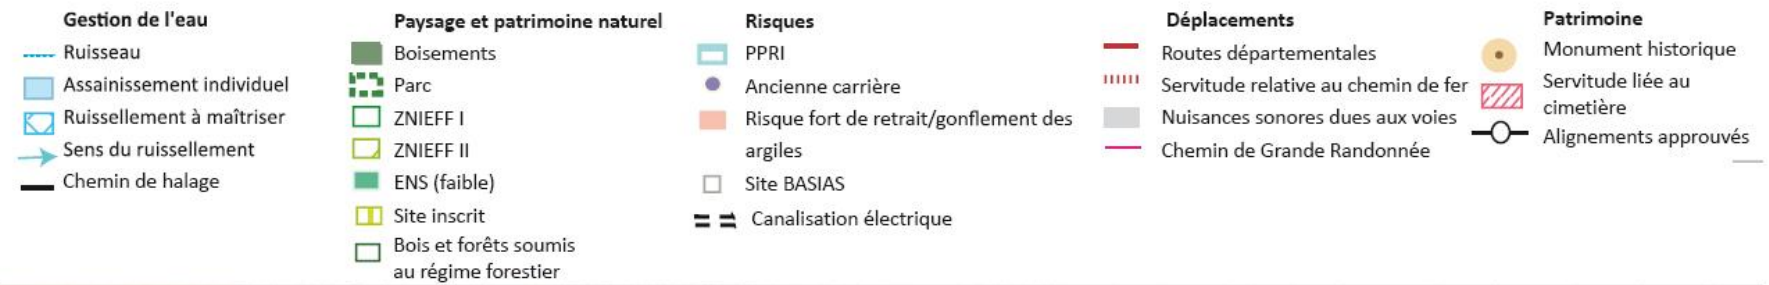 Gestion de l'eau
Ruisseau
Assainissement individuel
Ruissellement à maîtriser
Sens du ruissellement
Chemin de halage
Paysage et patrimoine naturel
Boisements
Parc
ZNIEFF I
ZNIEFF II
ENS (faible)
Site inscrit
Bois et forêts soumis
au régime forestier
Risques
PPRI
Ancienne carrière
Risque fort de retrait/gonflement des
argiles
Site BASIAS
Canalisation électrique
Déplacements
Routes départementales
Servitude relative au chemin de fer
Nuisances sonores dues aux voies
Chemin de Grande Randonnée
Patrimoine
Monument historique
Servitude liée au
cimetière
Alignements approuvés